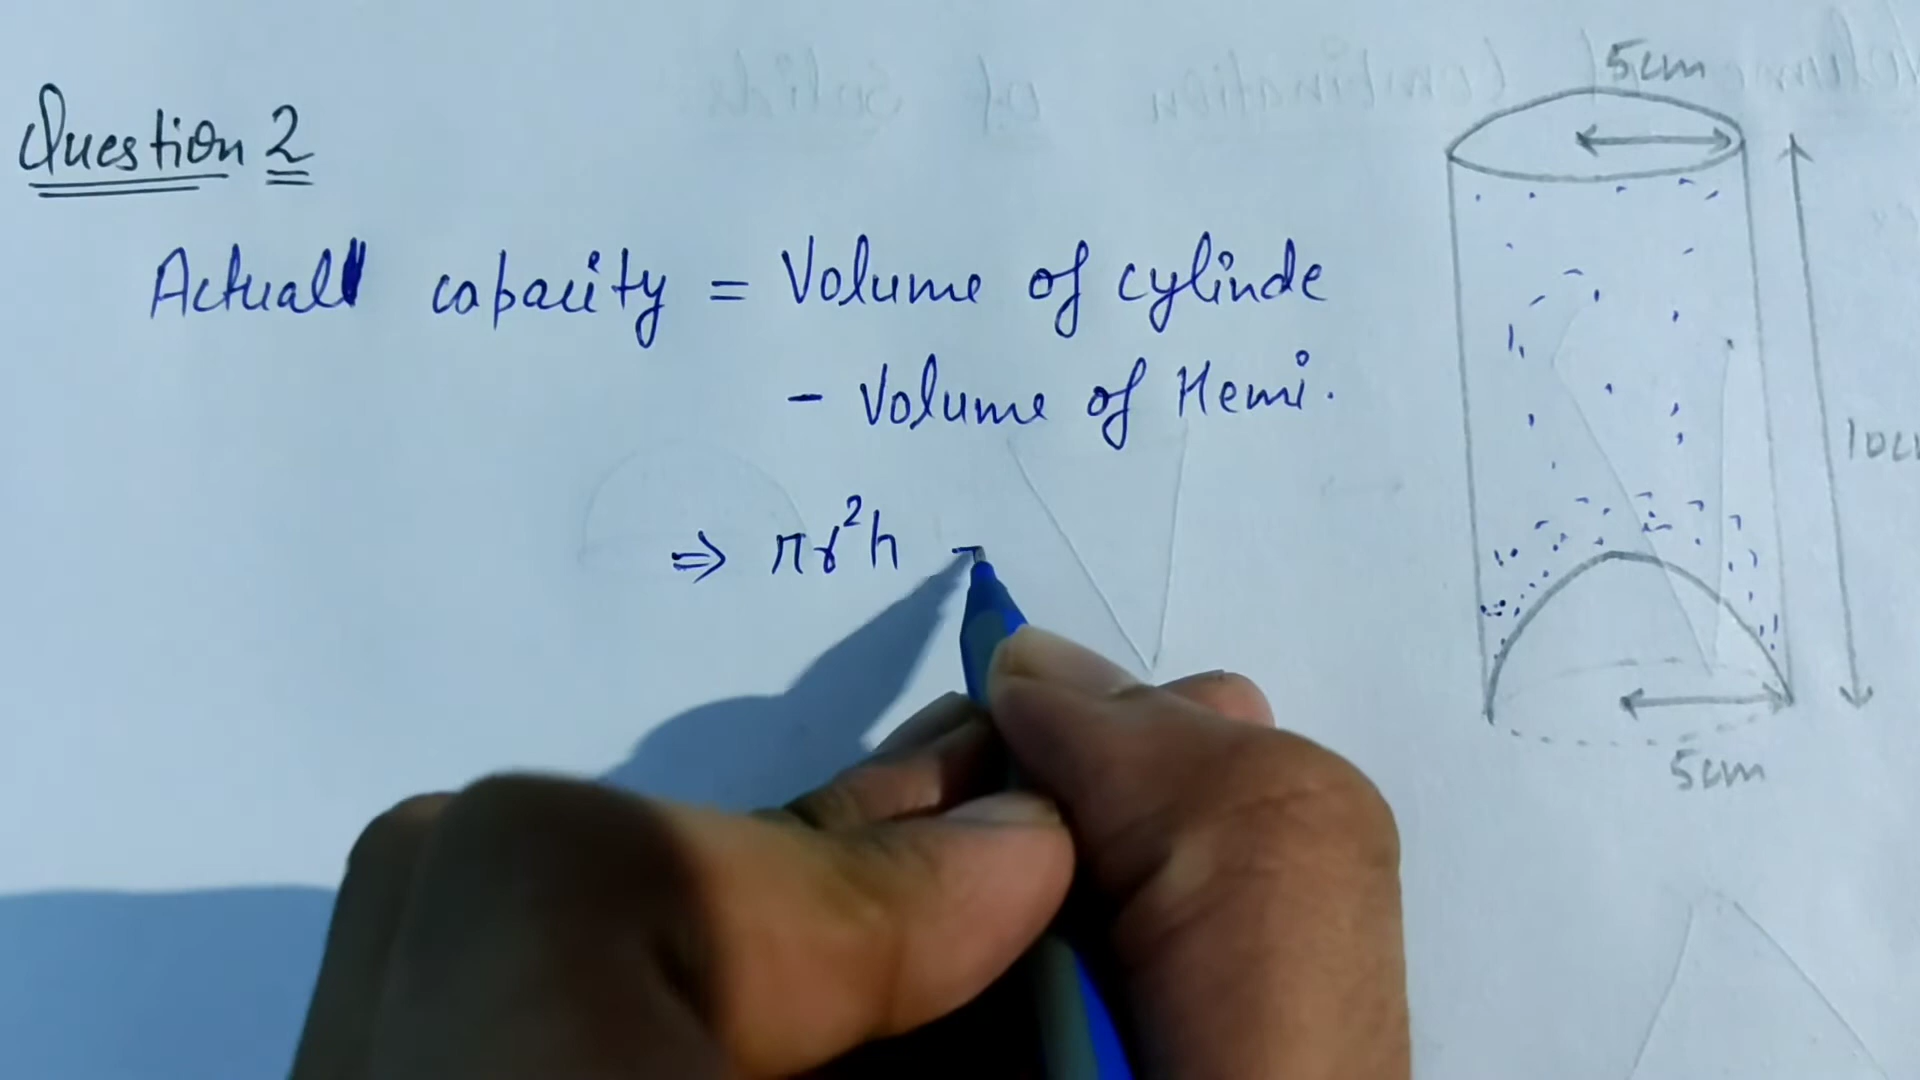 5cm
Question 2
Actual capacity = Volume of cylinde
- Volume of Hemi.
⇒ πr²h -
5cm